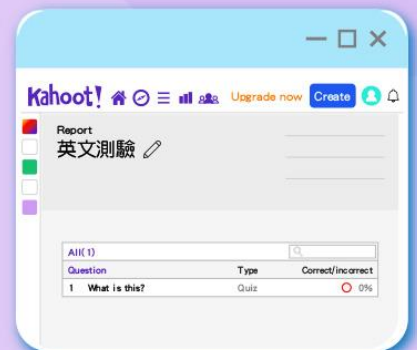 Kahoot! Upgrade now Create
Report
英文測驗
All(1)
Question Type Correct/incorrect
1 What is this? Quiz 0%